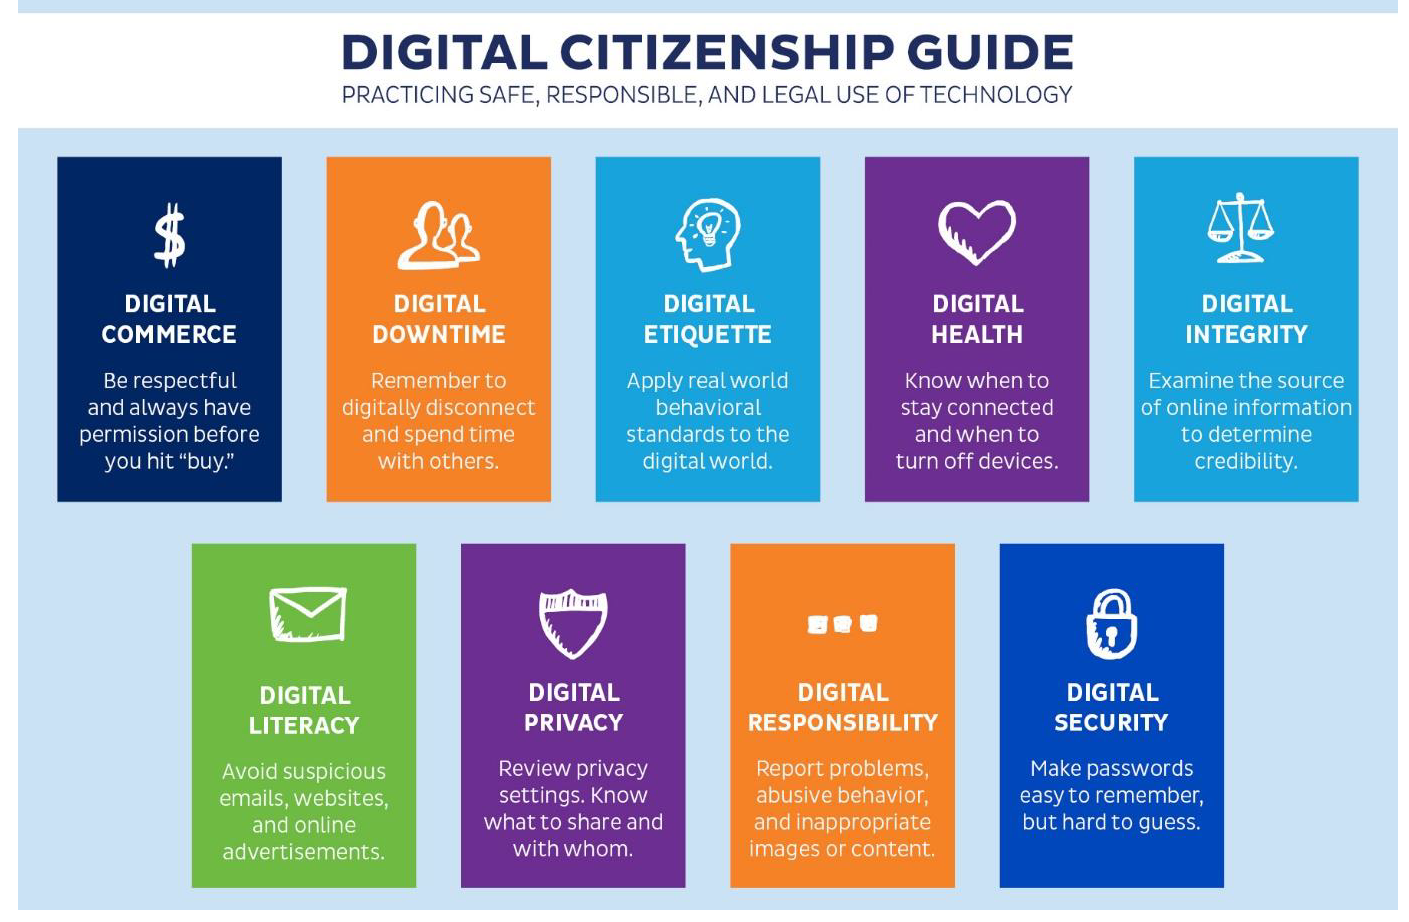 DIGITAL CITIZENSHIP GUIDE
PRACTICING SAFE, RESPONSIBLE, AND LEGAL USE OF TECHNOLOGY
$
DIGITAL
COMMERCE
Be respectful
and always have
permission before
you hit “buy.”
DIGITAL
DOWNTIME
Remember to
digitally disconnect
and spend time
with others.
DIGITAL
ETIQUETTE
Apply real world
behavioral
standards to the
digital world.
DIGITAL
HEALTH
Know when to
stay connected
and when to
turn off devices.
DIGITAL
INTEGRITY
Examine the source
of online information
to determine
credibility.
DIGITAL
LITERACY
Avoid suspicious
emails, websites,
and online
advertisements.
DIGITAL
PRIVACY
Review privacy
settings. Know
what to share and
with whom.
DIGITAL
RESPONSIBILITY
Report problems,
abusive behavior,
and inappropriate
images or content.
DIGITAL
SECURITY
Make passwords
easy to remember,
but hard to guess.